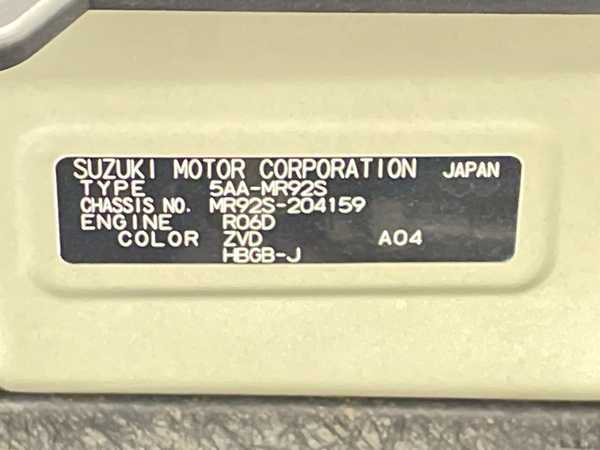 SUZUKI MOTOR CORPORATION JAPAN
TYPE 5AA-MR92S
CHASSIS NO. MR92S-204159
ENGINE R06D
COLOR ZVD A04
HBGB-J